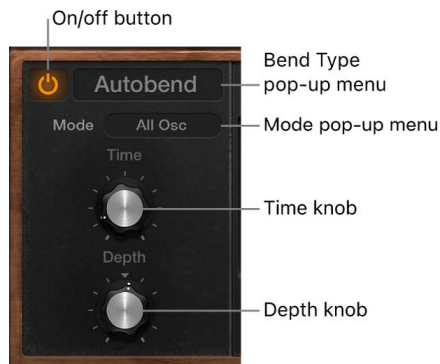 On/off button
Bend Type
pop-up menu
Autobend
Mode
All Osc
Mode pop-up menu
Time
Time knob
Depth
Depth knob